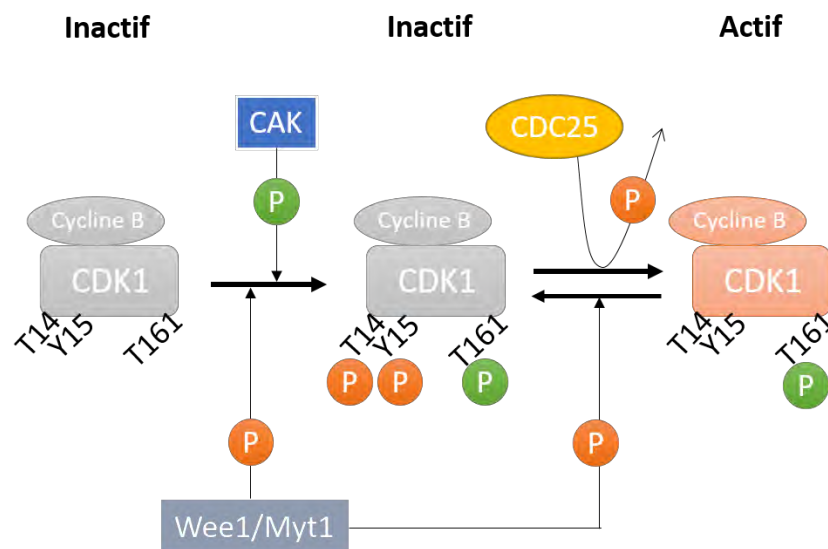 Inactif
Inactif
Actif
CAK
CDC25
P
P
Cycline B
Cycline B
Cycline B
CDK1
CDK1
CDK1
T14
Y15
T161
T14
Y15
T161
T14
Y15
T161
P
P
P
P
P
P
Wee1/Myt1